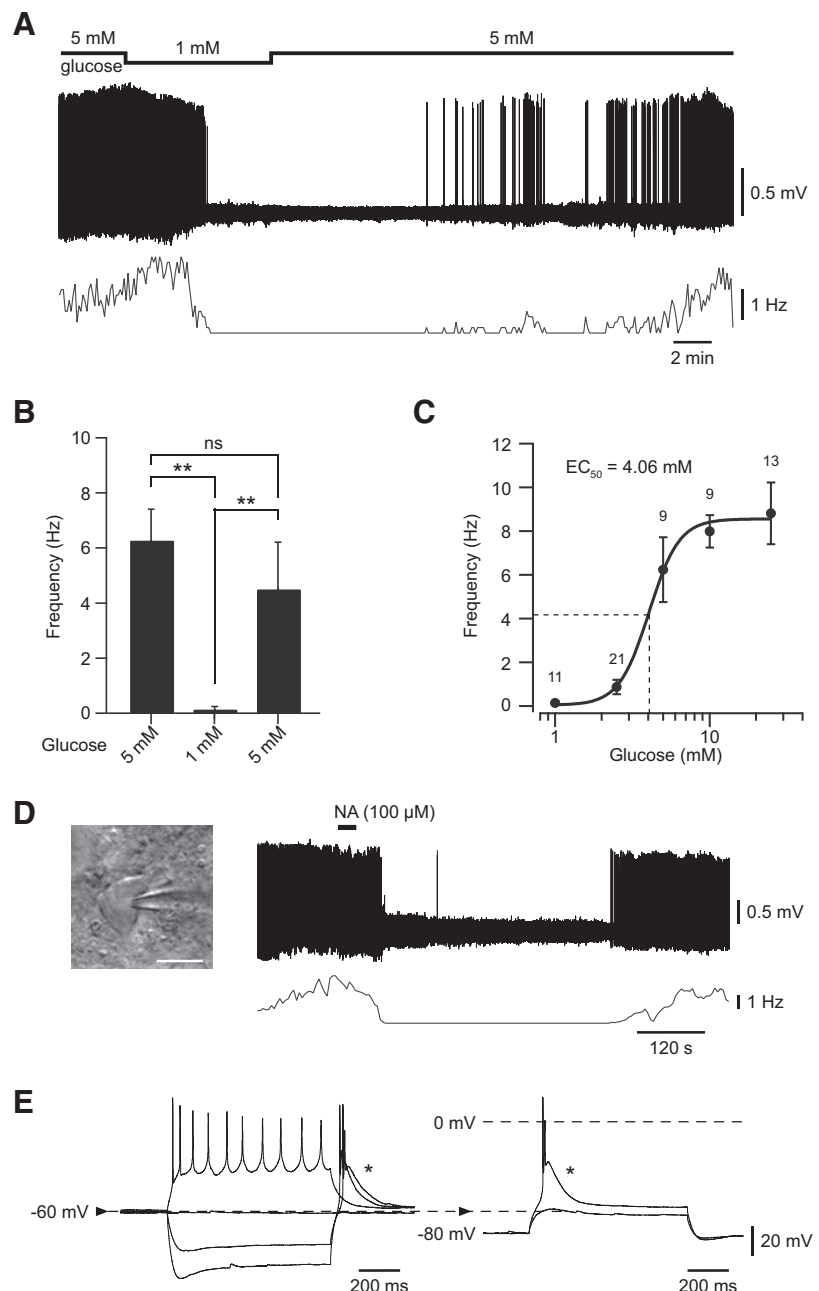 A
5 mM
1 mM
5 mM
glucose
0.5 mV
1 Hz
2 min
B
Frequency (Hz)
10
8
6
4
2
0
ns
**
**
Glucose
5 mM
1 mM
5 mM
C
Frequency (Hz)
12
10
8
6
4
2
0
EC50 = 4.06 mM
11
21
9
9
13
1
10
Glucose (mM)
D
NA (100 µM)
0.5 mV
1 Hz
120 s
E
-60 mV
*
200 ms
0 mV
*
-80 mV
20 mV
200 ms